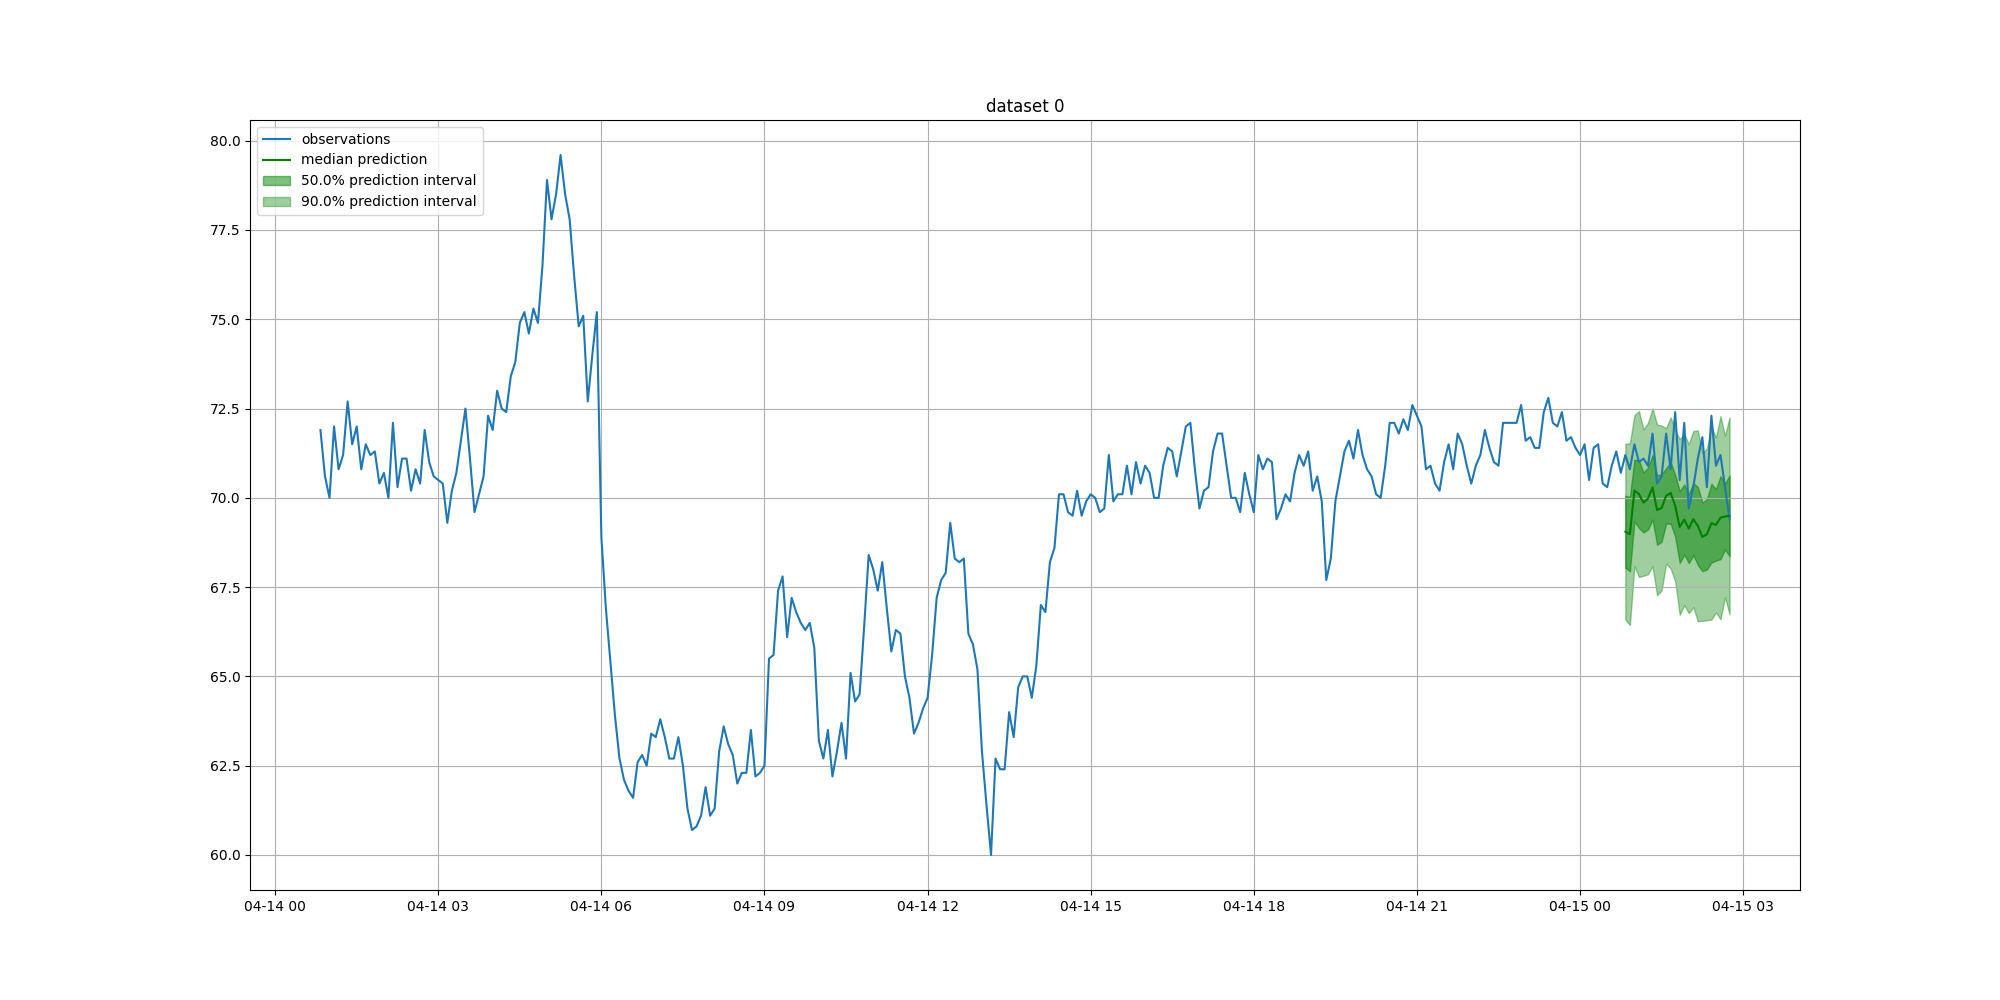 dataset 0
observations
median prediction
50.0% prediction interval
90.0% prediction interval
80.0
77.5
75.0
72.5
70.0
67.5
65.0
62.5
60.0
04-14 00 04-14 03 04-14 06 04-14 09 04-14 12 04-14 15 04-14 18 04-14 21 04-15 00 04-15 03